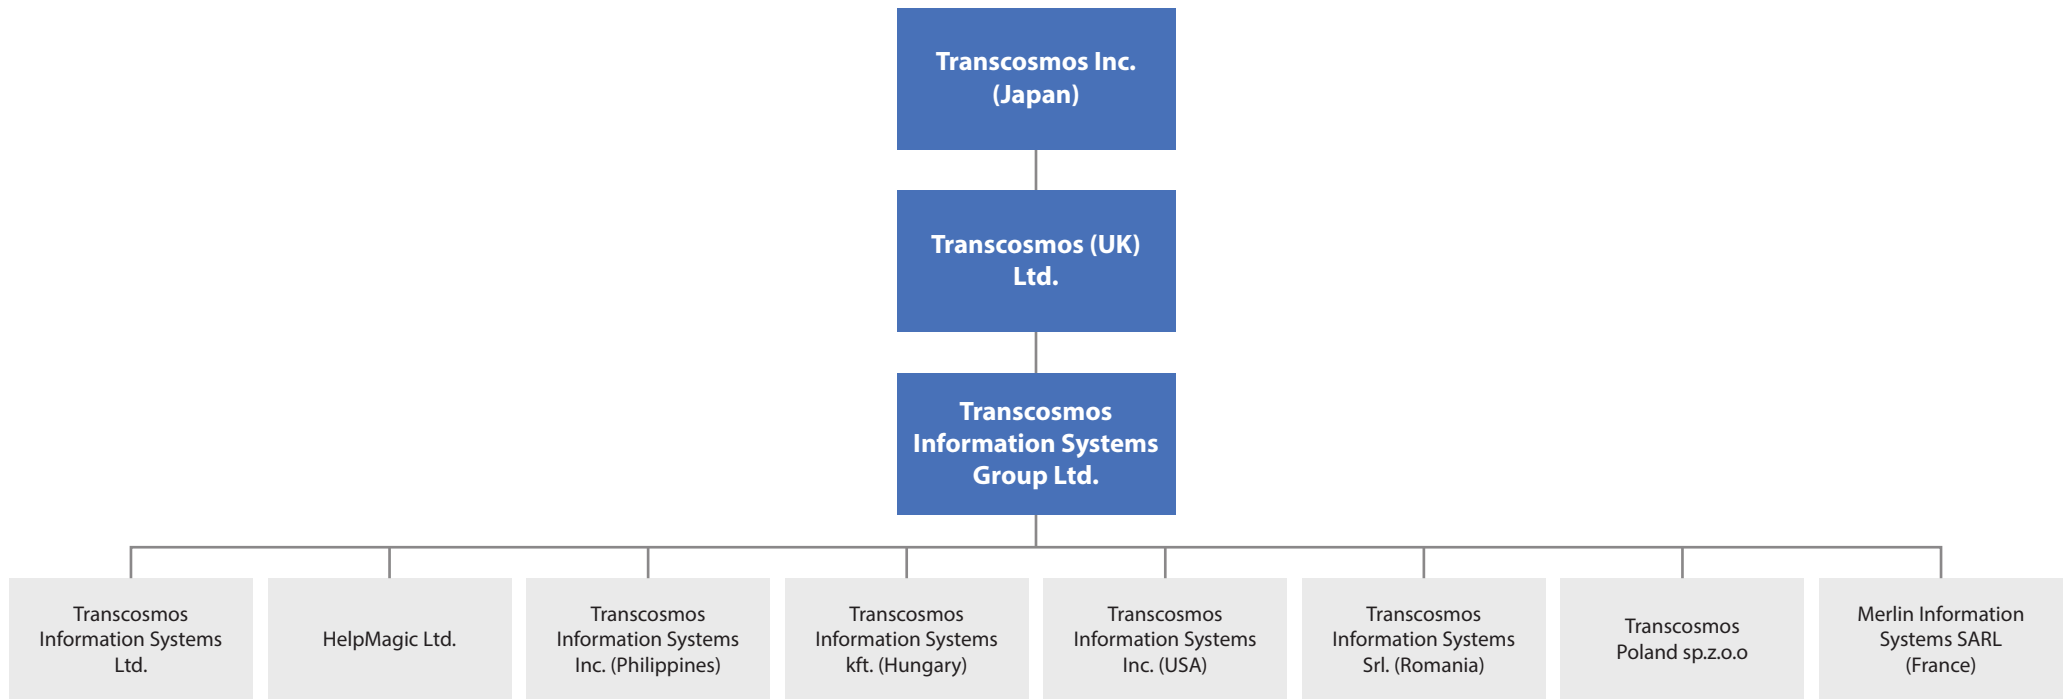 Transcosmos Inc.
(Japan)
Transcosmos (UK)
Ltd.
Transcosmos
Information Systems
Group Ltd.
Transcosmos
Information Systems
Ltd.
HelpMagic Ltd.
Transcosmos
Information Systems
Inc. (Philippines)
Transcosmos
Information Systems
kft. (Hungary)
Transcosmos
Information Systems
Inc. (USA)
Transcosmos
Information Systems
Srl. (Romania)
Transcosmos
Poland sp.z.o.o
Merlin Information
Systems SARL
(France)